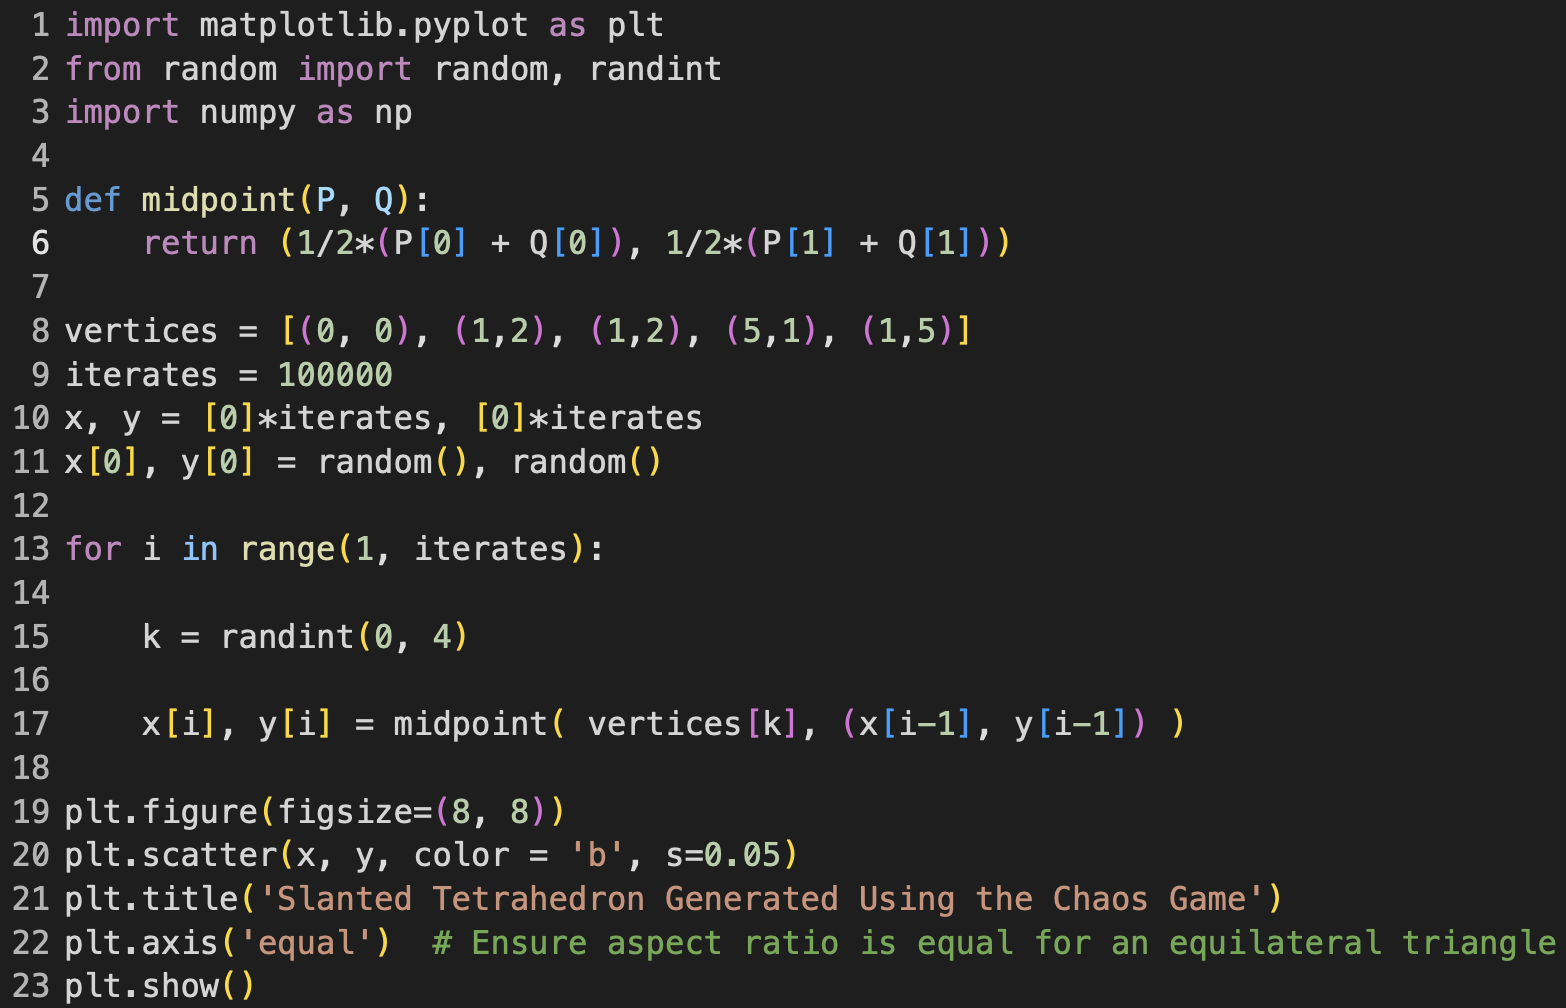 1 import matplotlib.pyplot as plt
2 from random import random, randint
3 import numpy as np
4
5 def midpoint(P, Q):
6     return (1/2*(P[0] + Q[0]), 1/2*(P[1] + Q[1]))
7
8 vertices = [(0, 0), (1,2), (1,2), (5,1), (1,5)]
9 iterates = 100000
10 x, y = [0]*iterates, [0]*iterates
11 x[0], y[0] = random(), random()
12
13 for i in range(1, iterates):
14
15     k = randint(0, 4)
16
17     x[i], y[i] = midpoint( vertices[k], (x[i-1], y[i-1]) )
18
19 plt.figure(figsize=(8, 8))
20 plt.scatter(x, y, color = 'b', s=0.05)
21 plt.title('Slanted Tetrahedron Generated Using the Chaos Game')
22 plt.axis('equal')  # Ensure aspect ratio is equal for an equilateral triangle
23 plt.show()